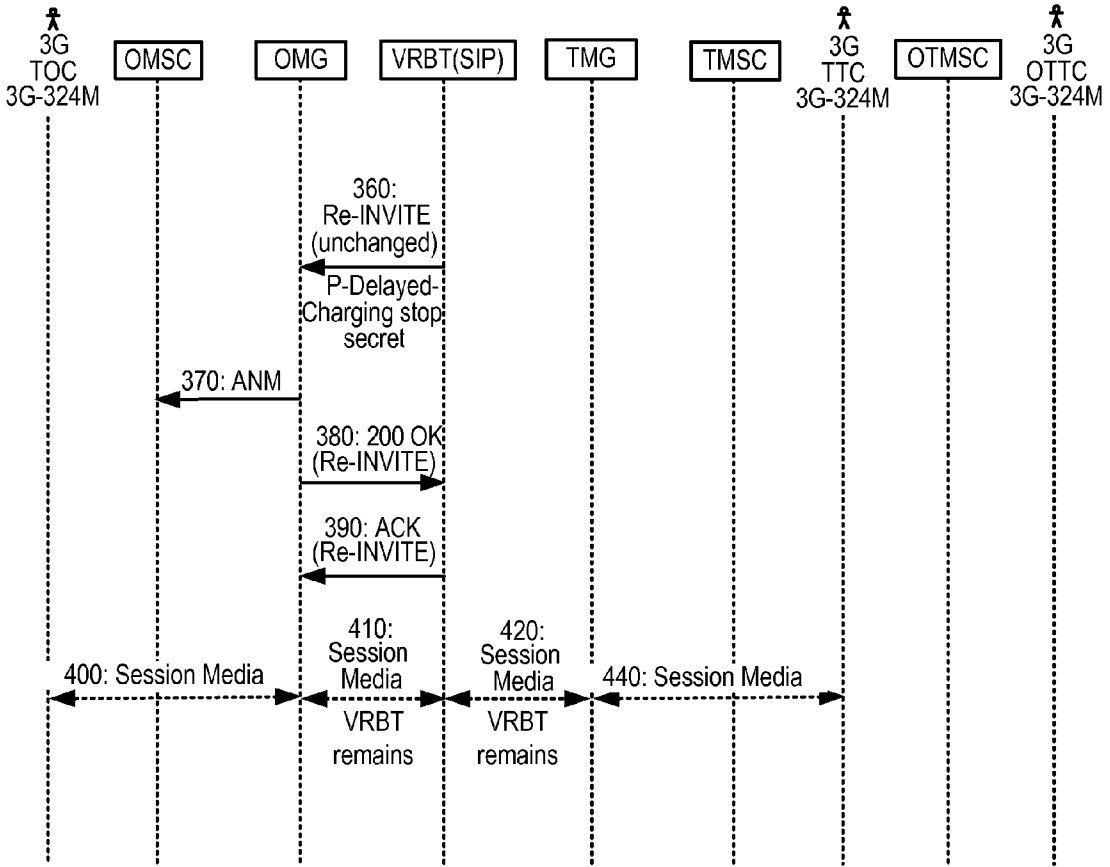 3G
TOC
3G-324M
OMSC
OMG
VRBT(SIP)
TMG
TMSC
3G
TTC
3G-324M
OTMSC
3G
OTTC
3G-324M
360:
Re-INVITE
(unchanged)
P-Delayed-
Charging stop
secret
370: ANM
380: 200 OK
(Re-INVITE)
390: ACK
(Re-INVITE)
400: Session Media
410:
Session
Media
VRBT
remains
420:
Session
Media
VRBT
remains
440: Session Media